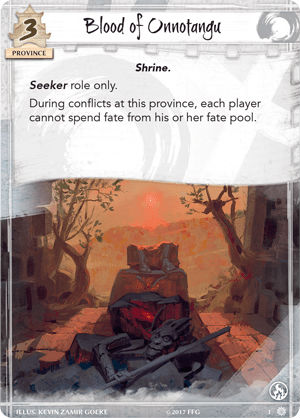 3
Blood of Onnotangu
PROVINCE
Shrine.
Seeker role only.
During conflicts at this province, each player
cannot spend fate from his or her fate pool.
ILLUS. KEVIN ZAMIR GOEKE
©2017 FFG
1